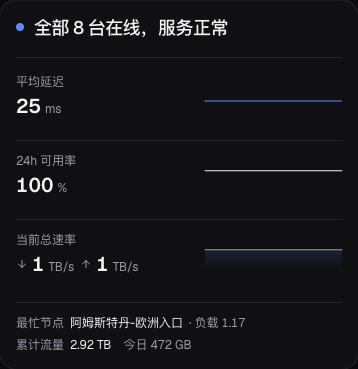 全部 8 台在线，服务正常
平均延迟
25 ms
24h 可用率
100 %
当前总速率
↓ 1 TB/s ↑ 1 TB/s
最忙节点 阿姆斯特丹-欧洲入口 · 负载 1.17
累计流量 2.92 TB 今日 472 GB